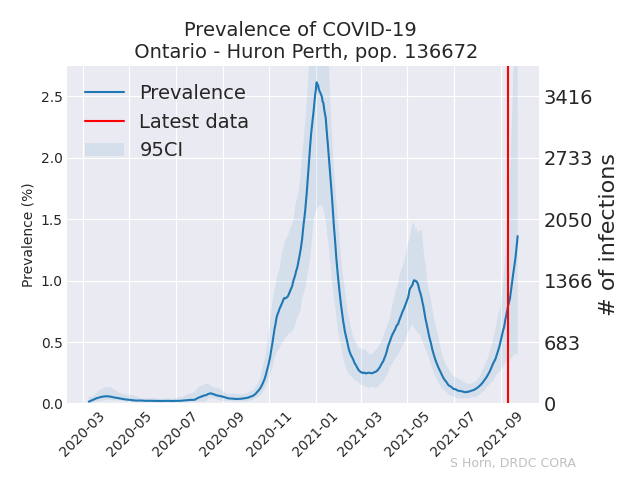 Prevalence of COVID-19
Ontario - Huron Perth, pop. 136672
Prevalence
Latest data
95CI
Prevalence (%)
2.5
2.0
1.5
1.0
0.5
0.0
3416
2733
2050
1366
683
0
# of infections
2020-03
2020-05
2020-07
2020-09
2020-11
2021-01
2021-03
2021-05
2021-07
2021-09
S Horn, DRDC CORA